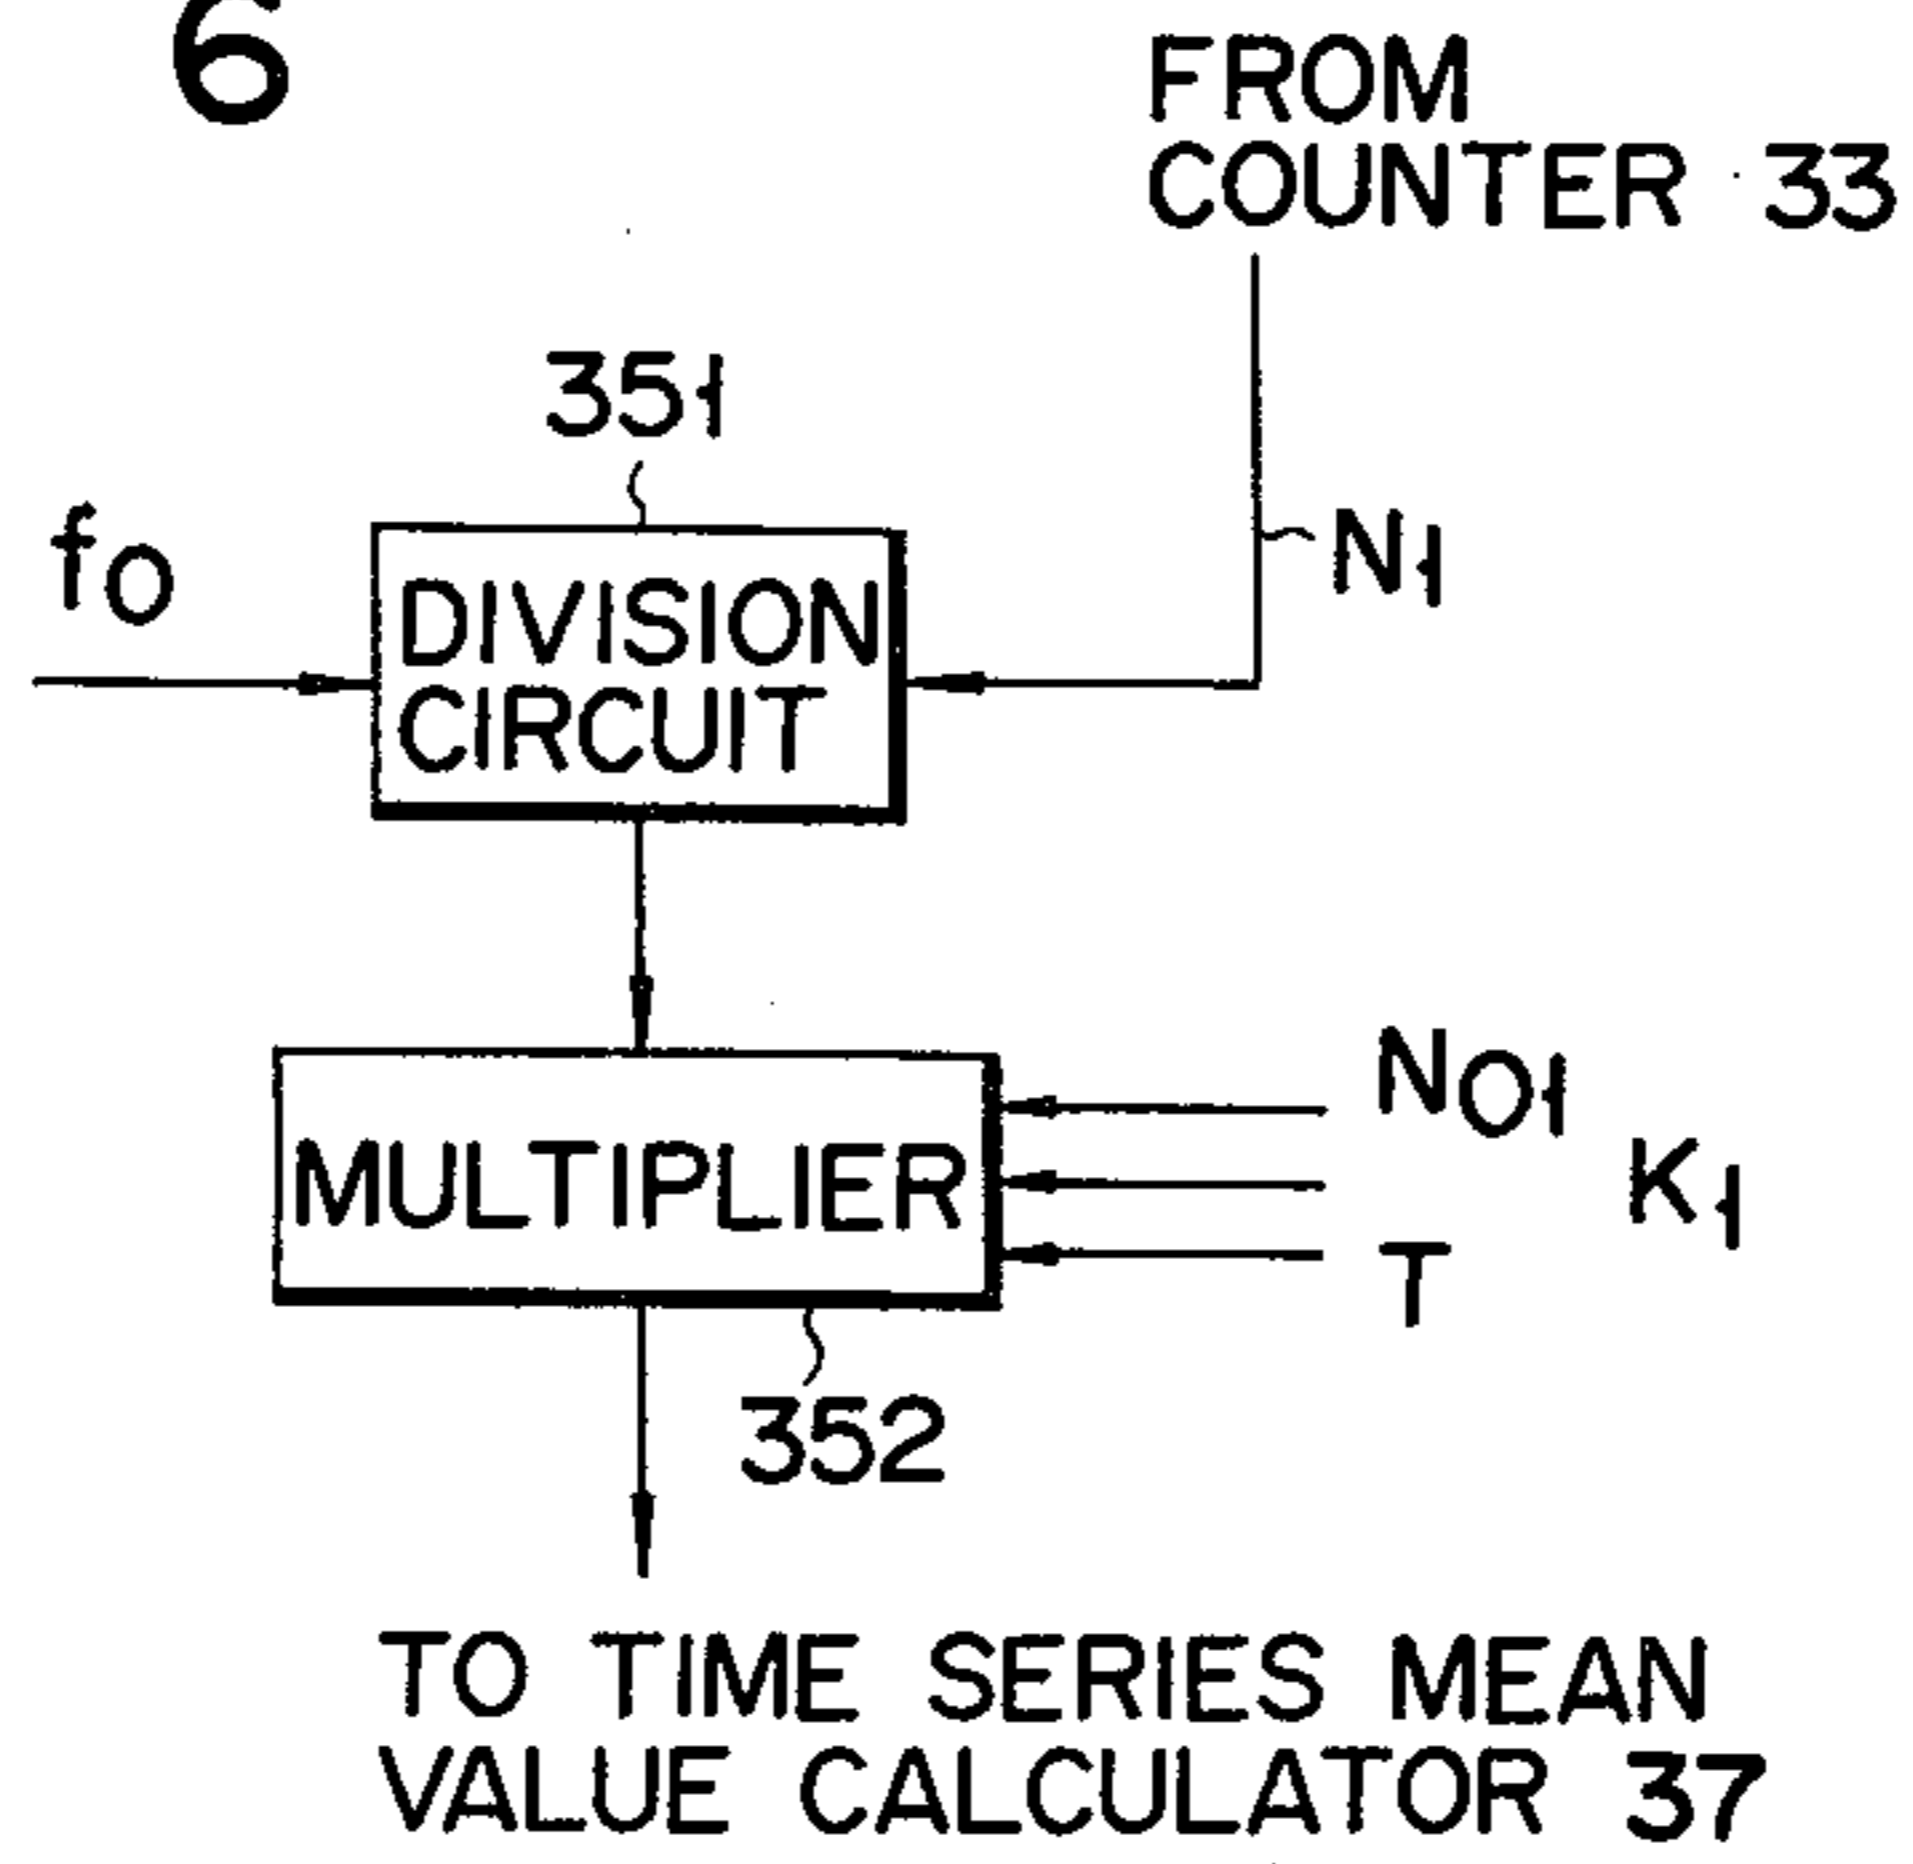 6
FROM
COUNTER 33
351
fo
N1
DIVISION
CIRCUIT
N01
K1
MULTIPLIER
T
352
TO TIME SERIES MEAN
VALUE CALCULATOR 37